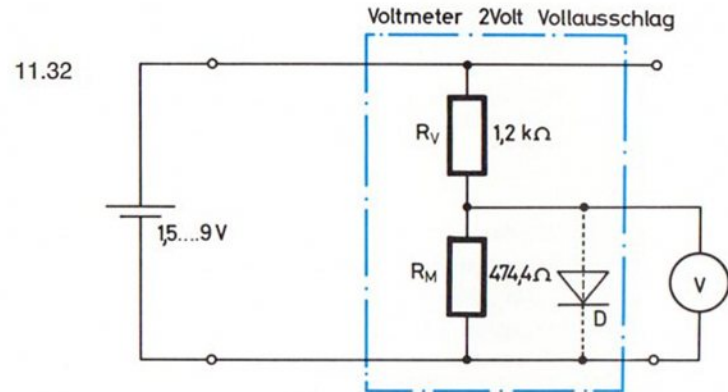 Voltmeter 2Volt Vollausschlag
11.32
R_V 1,2 kΩ
1,5....9 V
R_M 474,4Ω
V
D